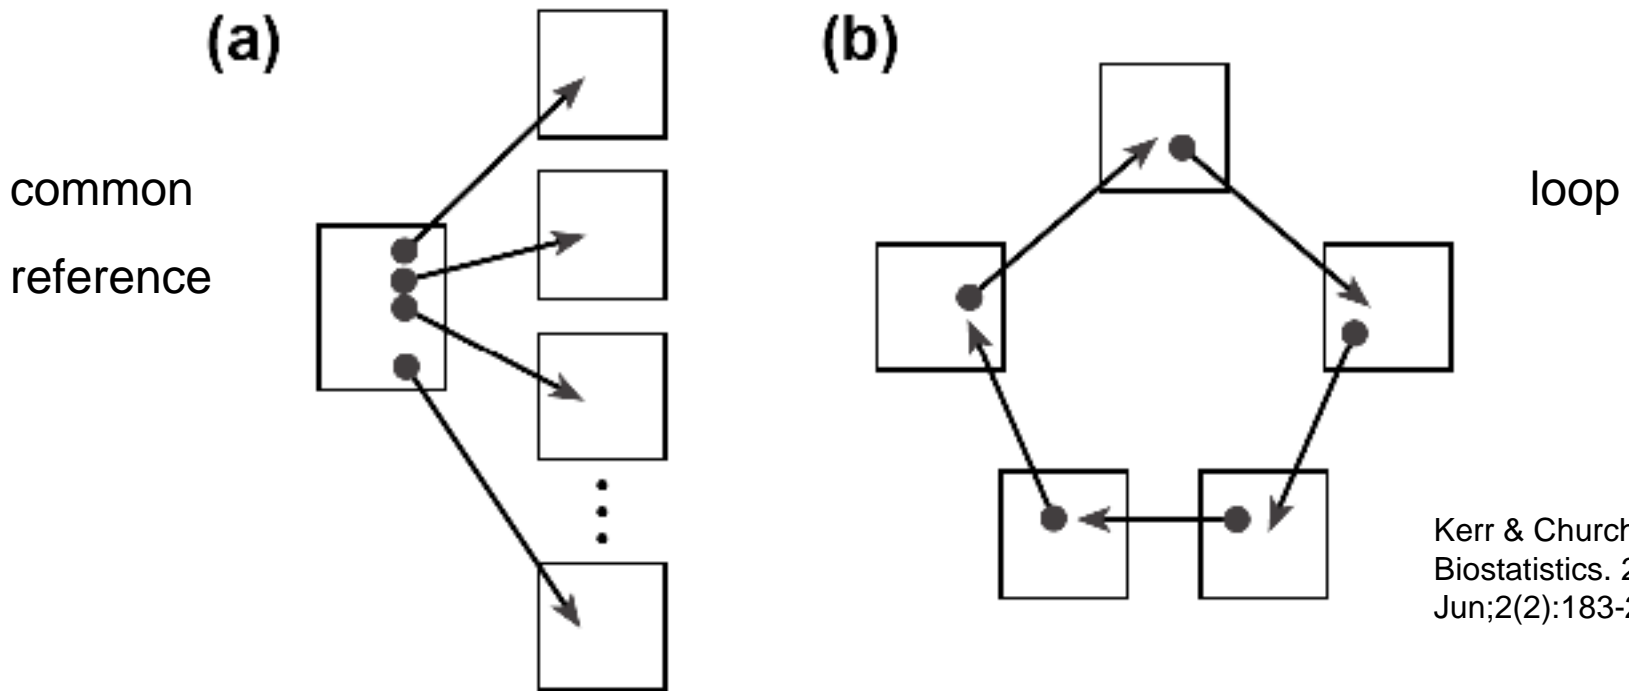 (a)
(b)
common
reference
loop
Kerr & Church
Biostatistics. 2
Jun;2(2):183-2